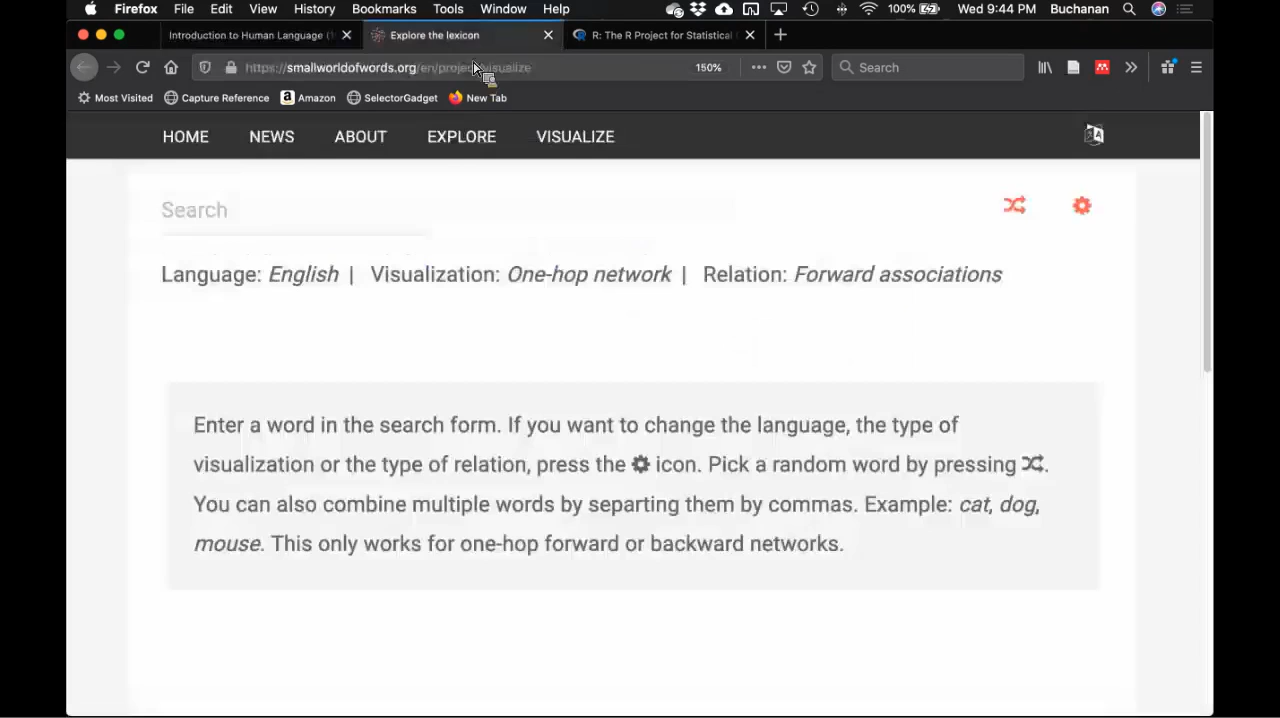 Firefox File Edit View History Bookmarks Tools Window Help 100% Wed 9:44 PM Buchanan
Introduction to Human Language ( Explore the lexicon R: The R Project for Statistical
https://smallworldofwords.org/en/project/visualize 150% Search
Most Visited Capture Reference Amazon SelectorGadget New Tab
HOME NEWS ABOUT EXPLORE VISUALIZE
Search
Language: English | Visualization: One-hop network | Relation: Forward associations
Enter a word in the search form. If you want to change the language, the type of
visualization or the type of relation, press the icon. Pick a random word by pressing .
You can also combine multiple words by separting them by commas. Example: cat, dog,
mouse. This only works for one-hop forward or backward networks.